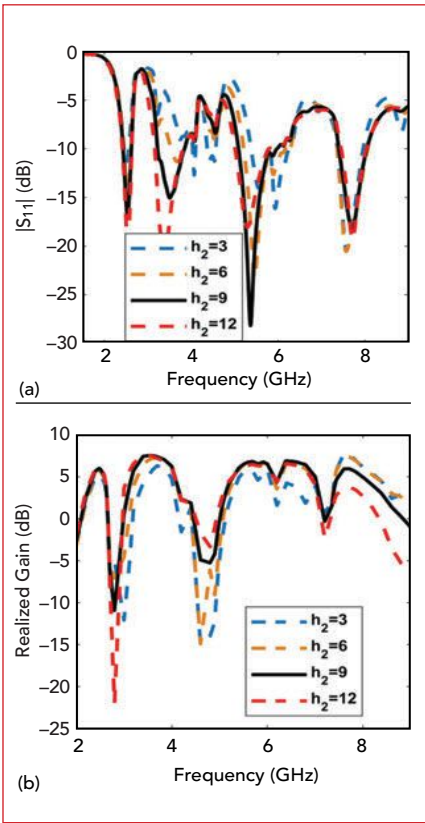 0
−5
−10
−15
−20
−25
−30
|S11| (dB)
h2=3
h2=6
h2=9
h2=12
2 4 6 8
Frequency (GHz)
(a)
10
5
0
−5
−10
−15
−20
−25
Realized Gain (dB)
h2=3
h2=6
h2=9
h2=12
2 4 6 8
Frequency (GHz)
(b)